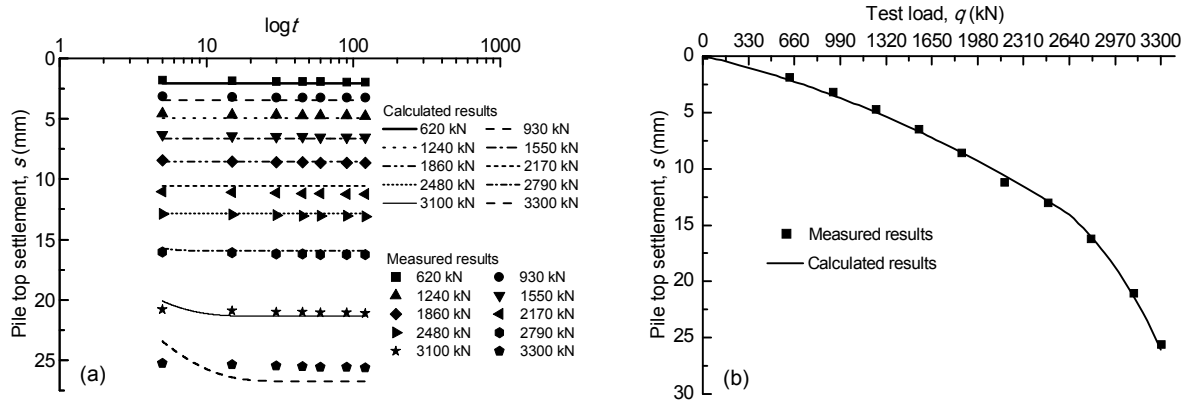 logt
1 10 100 1000
0
5
10
15
20
25
Pile top settlement, s (mm)
Calculated results
620 kN 930 kN
1240 kN 1550 kN
1860 kN 2170 kN
2480 kN 2790 kN
3100 kN 3300 kN
Measured results
620 kN 930 kN
1240 kN 1550 kN
1860 kN 2170 kN
2480 kN 2790 kN
3100 kN 3300 kN
(a)
Test load, q (kN)
0 330 660 990 1320 1650 1980 2310 2640 2970 3300
0
5
10
15
20
25
30
Pile top settlement, s (mm)
Measured results
Calculated results
(b)